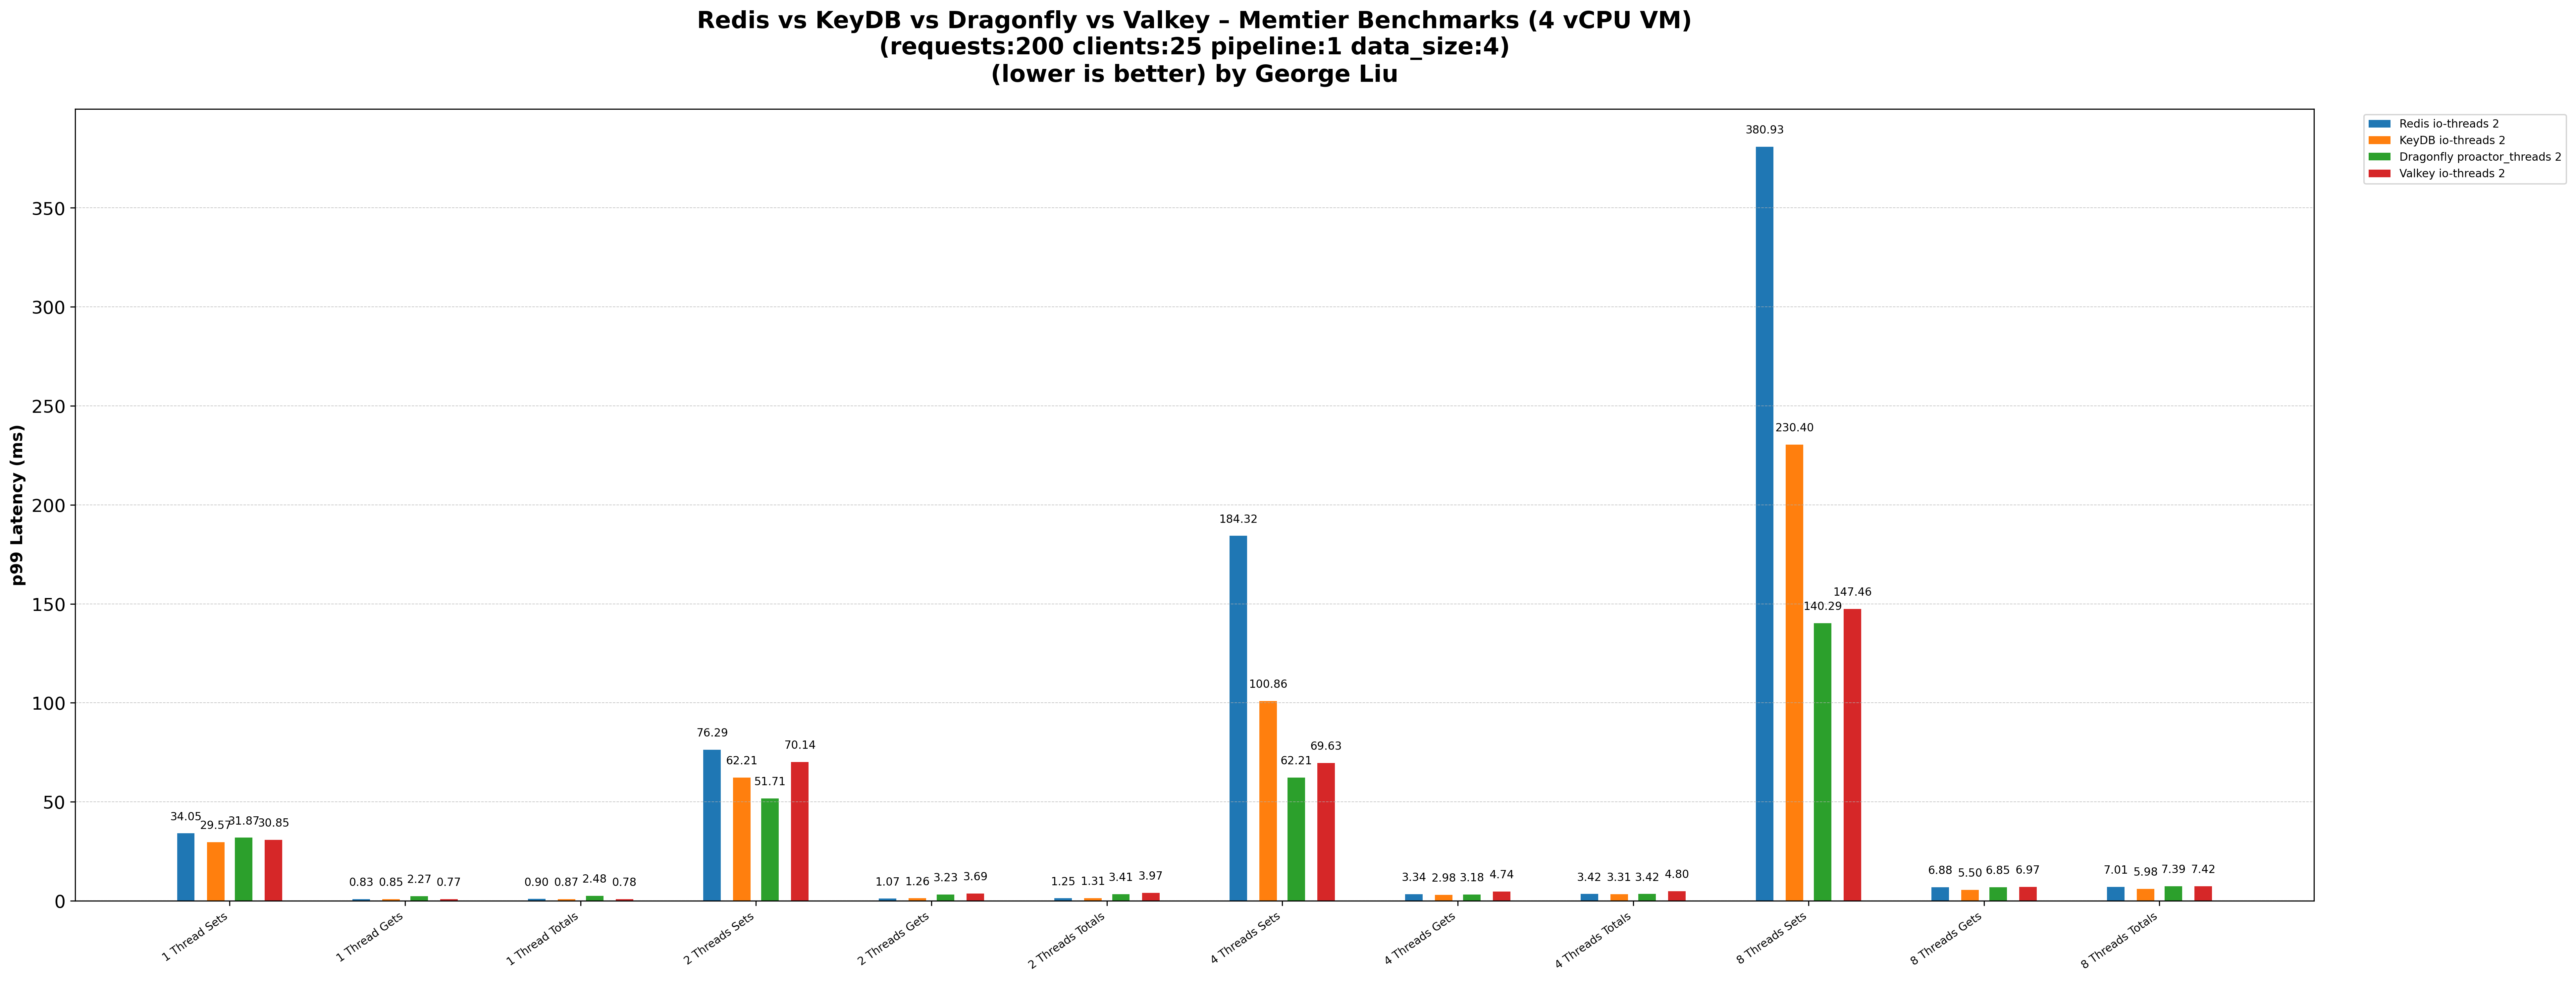 Redis vs KeyDB vs Dragonfly vs Valkey – Memtier Benchmarks (4 vCPU VM)
(requests:200 clients:25 pipeline:1 data_size:4)
(lower is better) by George Liu
Redis io-threads 2
KeyDB io-threads 2
Dragonfly proactor_threads 2
Valkey io-threads 2
p99 Latency (ms)
350
300
250
200
150
100
50
0
34.05 29.57 31.87 30.85
0.83 0.85 2.27 0.77
0.90 0.87 2.48 0.78
76.29 62.21 51.71 70.14
1.07 1.26 3.23 3.69
1.25 1.31 3.41 3.97
184.32 100.86 62.21 69.63
3.34 2.98 3.18 4.74
3.42 3.31 3.42 4.80
380.93 230.40 140.29 147.46
6.88 5.50 6.85 6.97
7.01 5.98 7.39 7.42
1 Thread Sets
1 Thread Gets
1 Thread Totals
2 Threads Sets
2 Threads Gets
2 Threads Totals
4 Threads Sets
4 Threads Gets
4 Threads Totals
8 Threads Sets
8 Threads Gets
8 Threads Totals